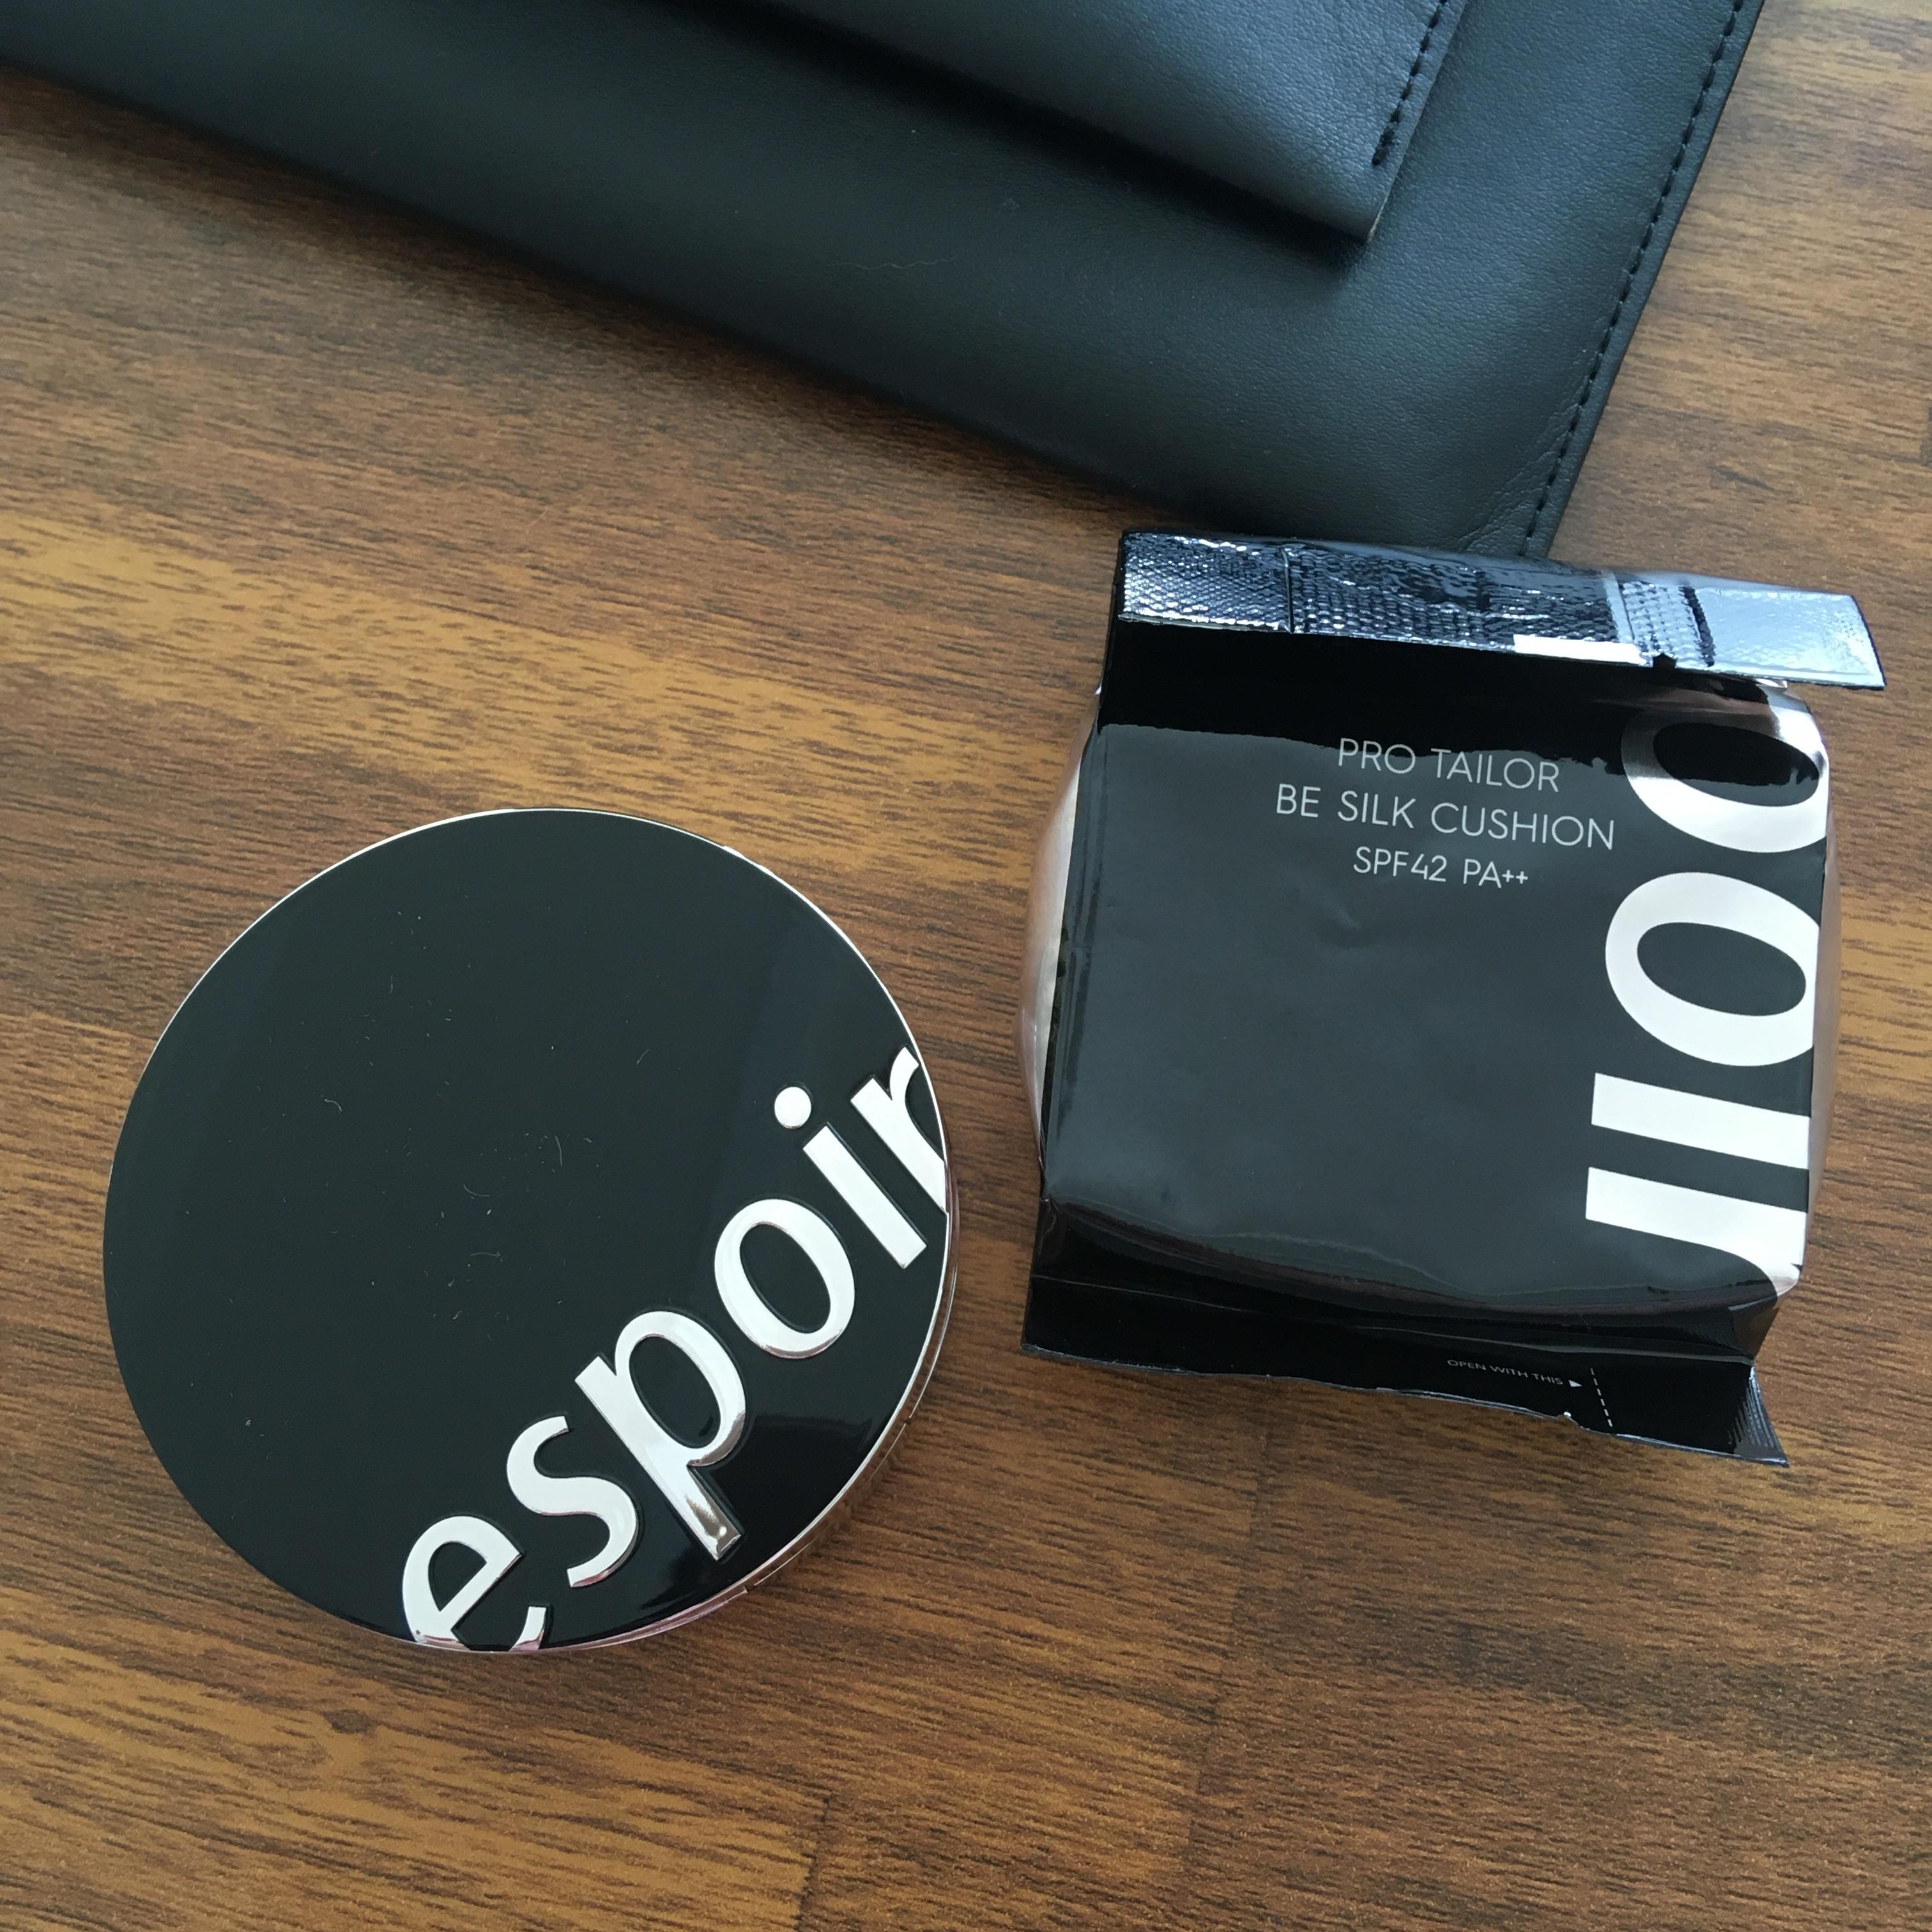 espoir
PRO TAILOR
BE SILK CUSHION
SPF42 PA++
OPEN WITH THIS